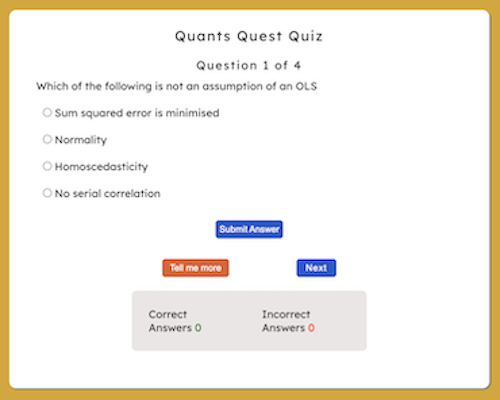 Quants Quest Quiz
Question 1 of 4
Which of the following is not an assumption of an OLS
Sum squared error is minimised
Normality
Homoscedasticity
No serial correlation
Submit Answer
Tell me more
Next
Correct
Answers 0
Incorrect
Answers 0